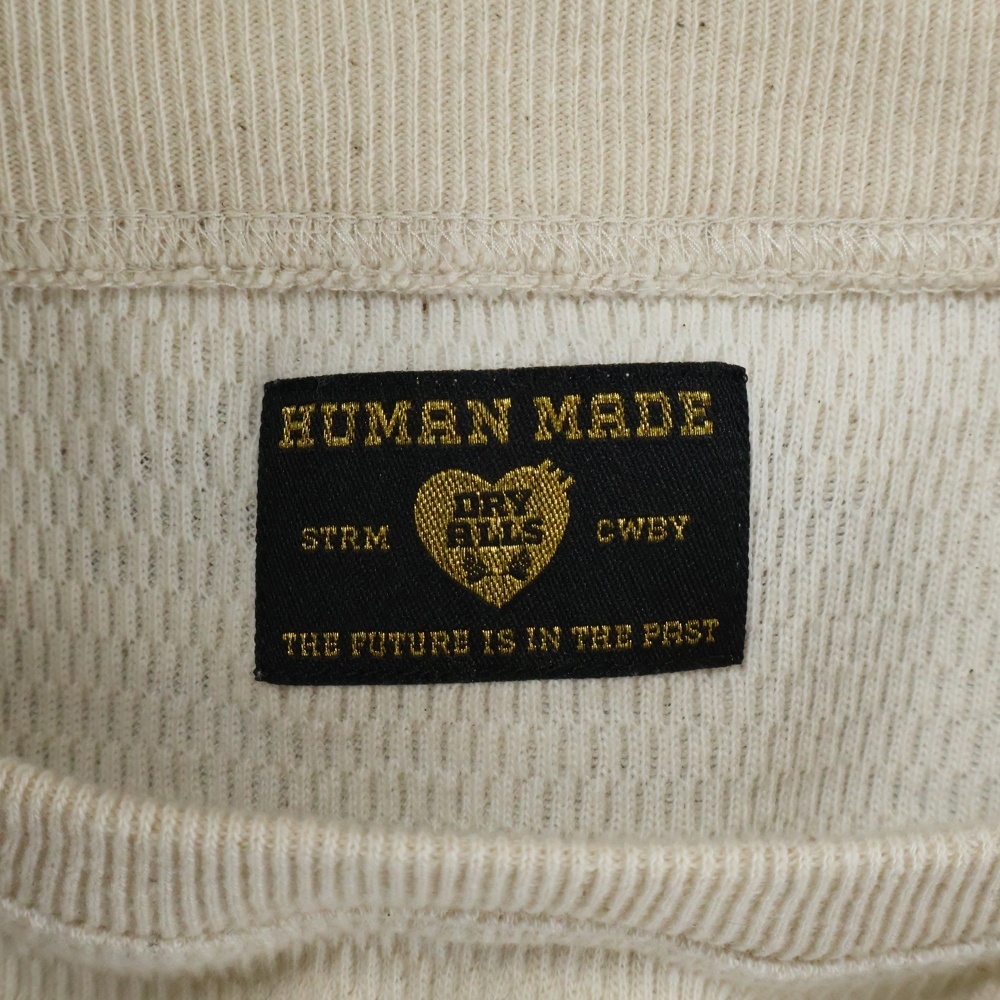 HUMAN MADE
STRM
DRY
ALLS
CWBY
THE FUTURE IS IN THE PAST